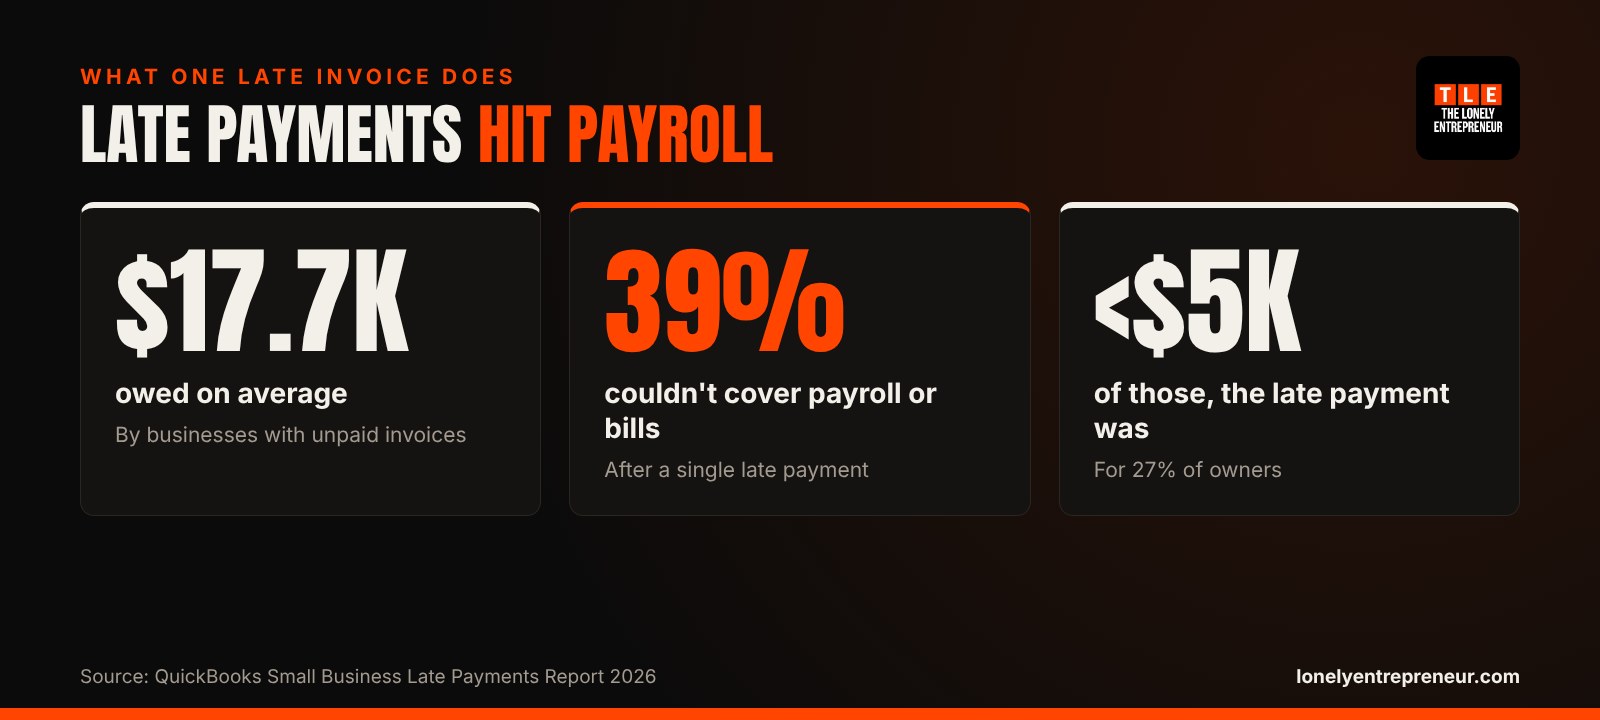 WHAT ONE LATE INVOICE DOES
LATE PAYMENTS HIT PAYROLL
TLE
THE LONELY
ENTREPRENEUR
$17.7K
owed on average
By businesses with unpaid invoices
39%
couldn't cover payroll or
bills
After a single late payment
<$5K
of those, the late payment
was
For 27% of owners
Source: QuickBooks Small Business Late Payments Report 2026
lonelyentrepreneur.com